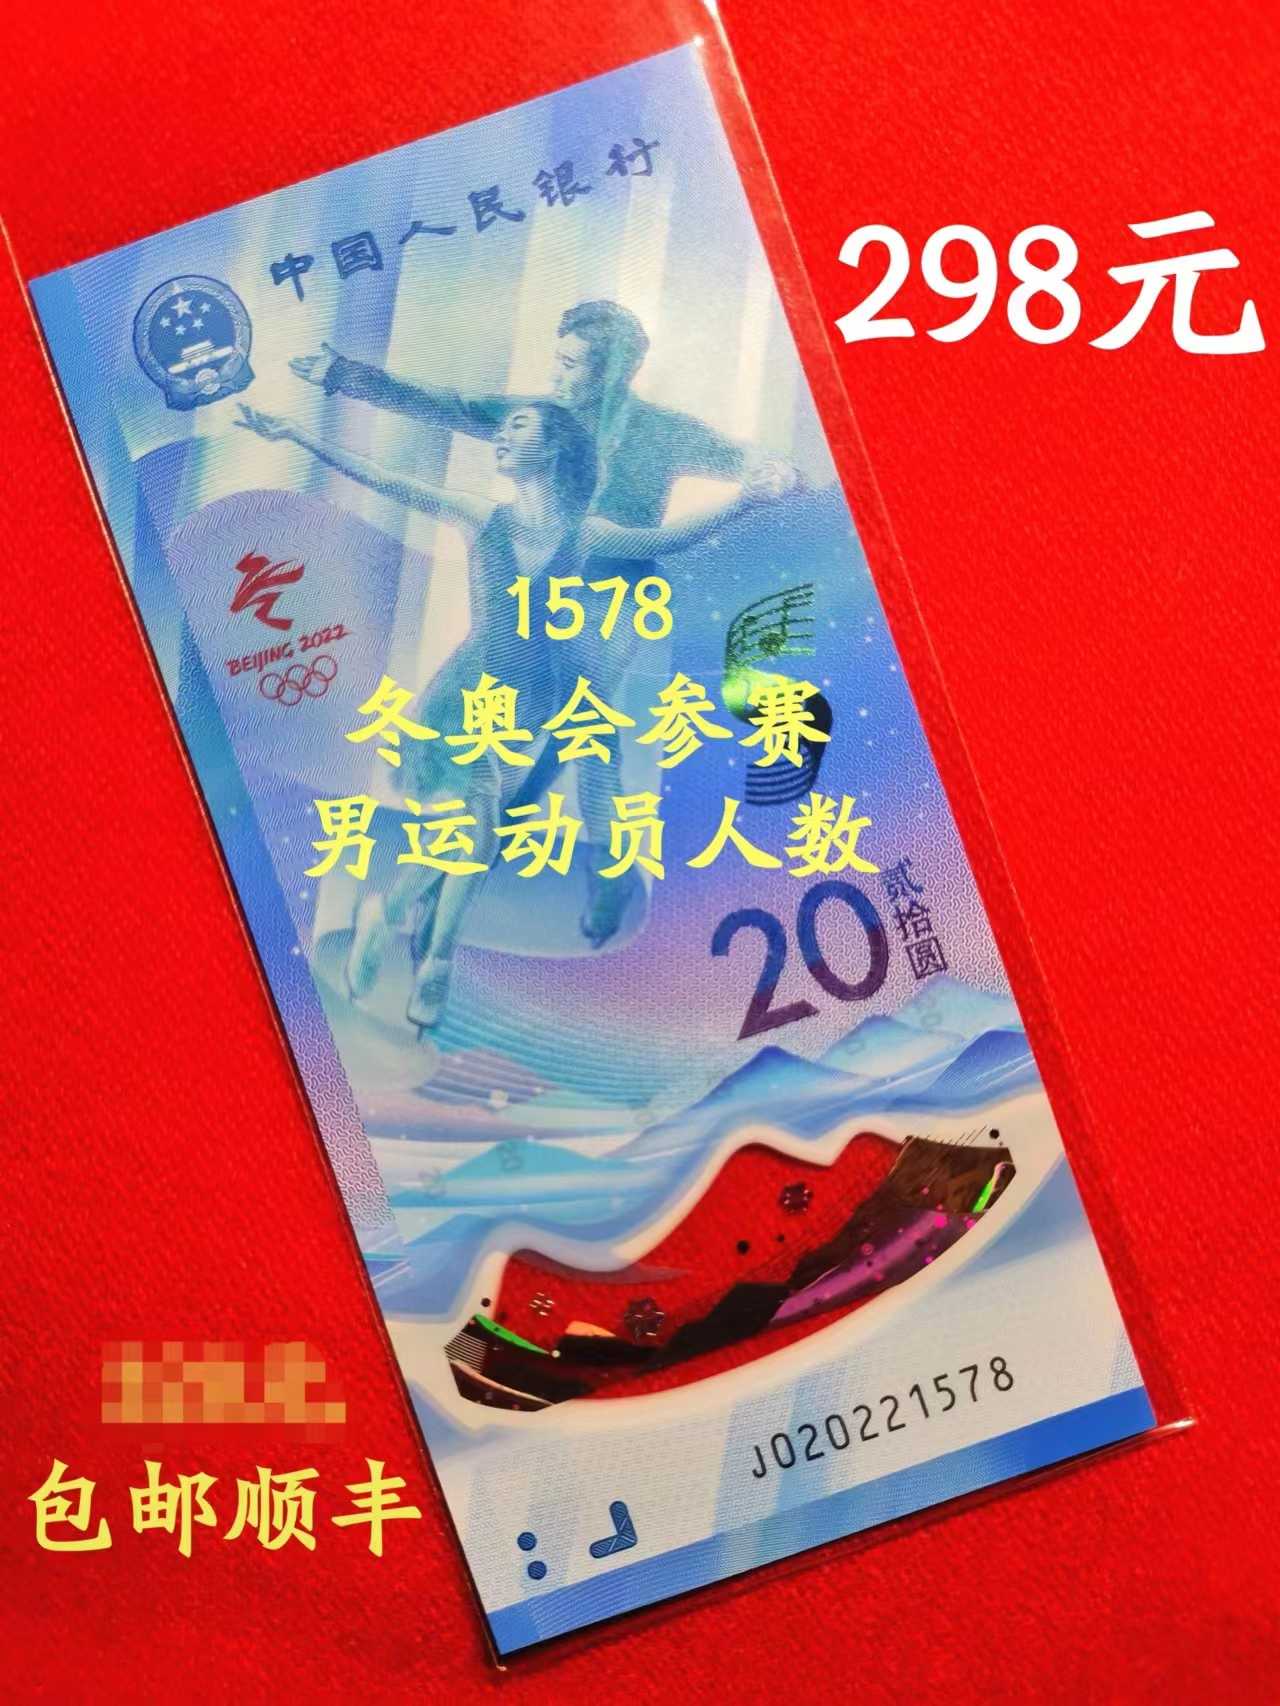 中国人民银行
298元
BEIJING 2022
1578
冬奥会参赛
男运动员人数
20
贰拾圆
J020221578
包邮顺丰